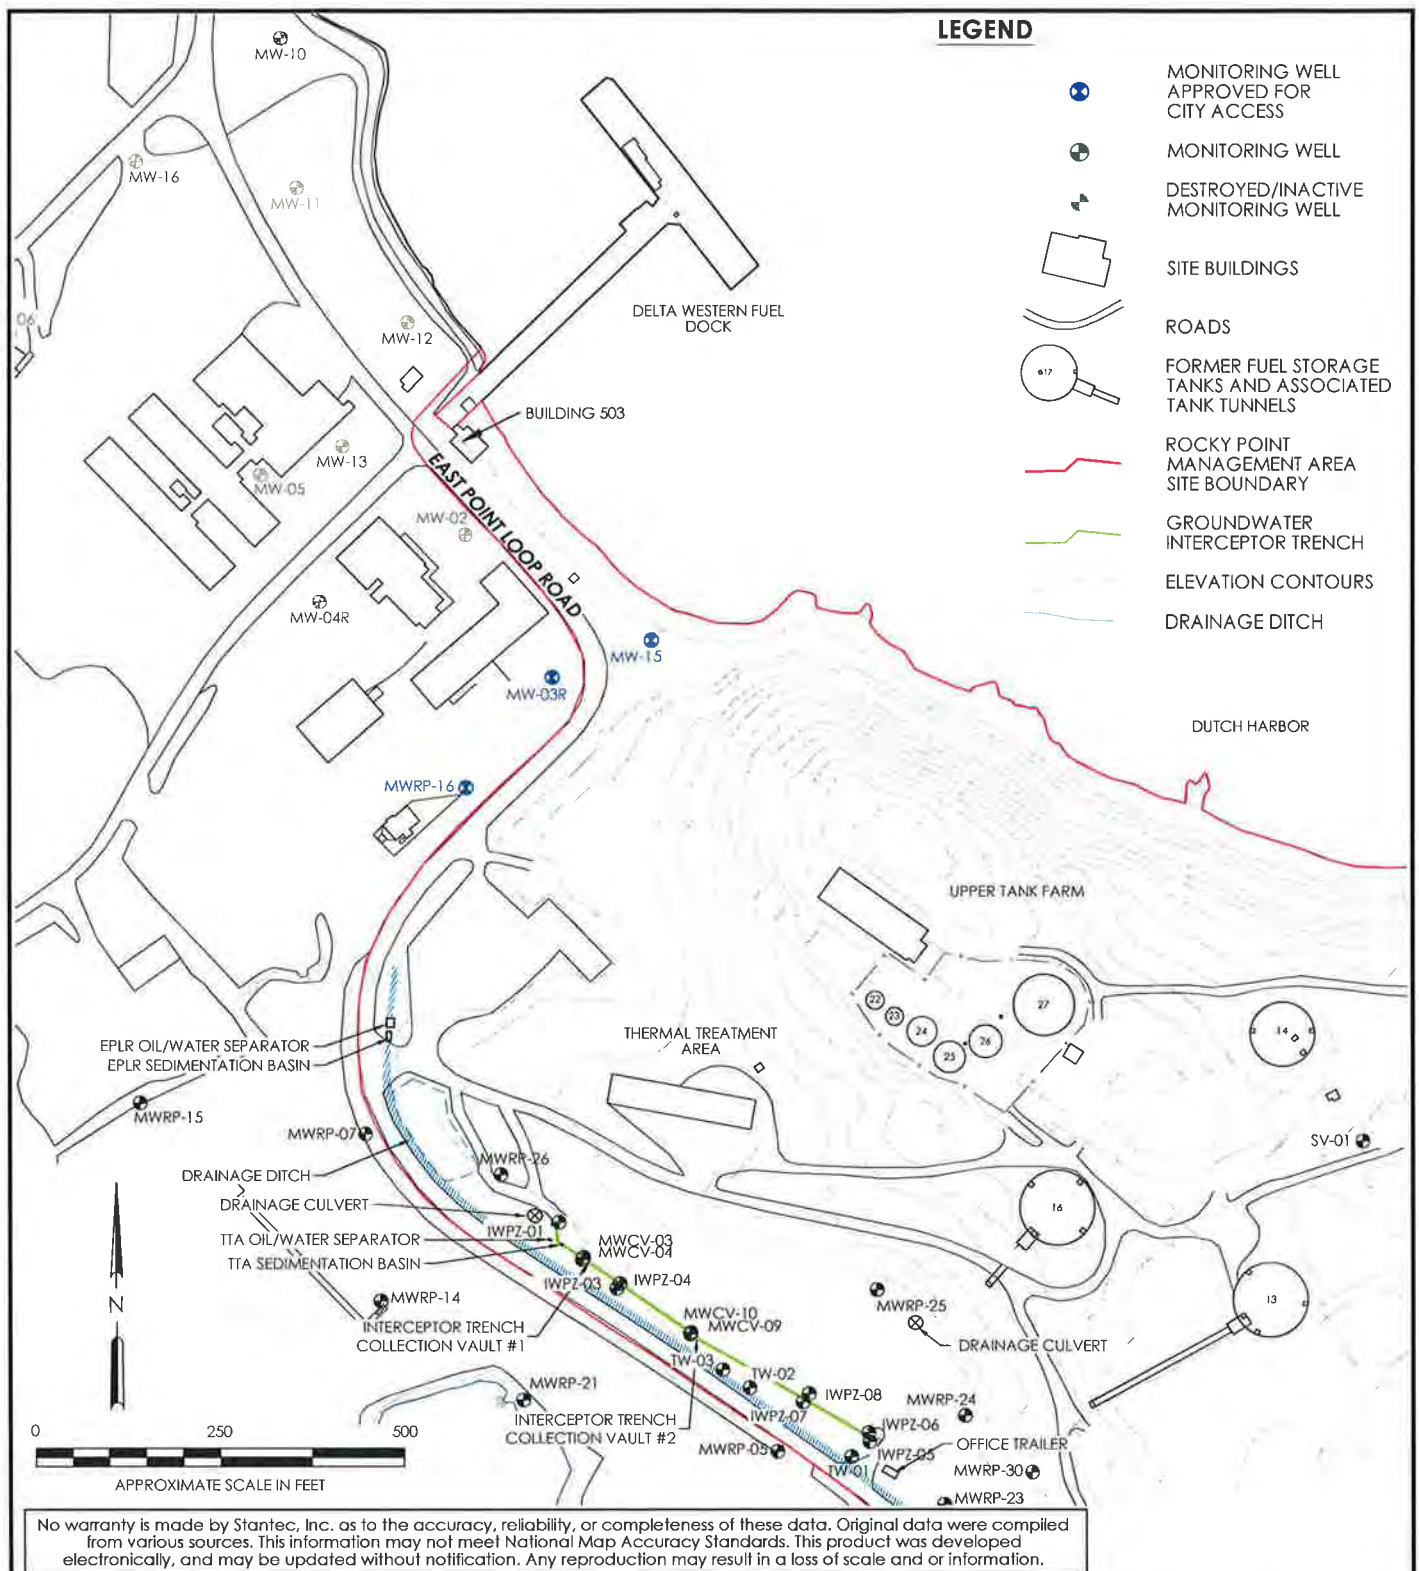 LEGEND
MONITORING WELL
APPROVED FOR
CITY ACCESS
MONITORING WELL
DESTROYED/INACTIVE
MONITORING WELL
SITE BUILDINGS
ROADS
17
FORMER FUEL STORAGE
TANKS AND ASSOCIATED
TANK TUNNELS
ROCKY POINT
MANAGEMENT AREA
SITE BOUNDARY
GROUNDWATER
INTERCEPTOR TRENCH
ELEVATION CONTOURS
DRAINAGE DITCH
MW-10
MW-16
MW-11
06
MW-12
DELTA WESTERN FUEL
DOCK
BUILDING 503
MW-13
MW-05
EAST POINT LOOP ROAD
MW-02
MW-04R
MW-15
MW-03R
DUTCH HARBOR
MWRP-16
UPPER TANK FARM
22
23
24
25
26
27
14
THERMAL TREATMENT
AREA
EPLR OIL/WATER SEPARATOR
EPLR SEDIMENTATION BASIN
MWRP-15
MWRP-07
SV-01
MWRP-26
DRAINAGE DITCH
DRAINAGE CULVERT
16
IWPZ-01
TTA OIL/WATER SEPARATOR
MWCV-03
MWCV-04
TTA SEDIMENTATION BASIN
IWPZ-03
IWPZ-04
MWRP-14
N
MWRP-25
13
MWCV-10
MWCV-09
INTERCEPTOR TRENCH
COLLECTION VAULT #1
DRAINAGE CULVERT
TW-03
TW-02
MWRP-21
IWPZ-08
IWPZ-07
MWRP-24
INTERCEPTOR TRENCH
COLLECTION VAULT #2
IWPZ-06
OFFICE TRAILER
MWRP-05
IWPZ-05
TW-01
MWRP-30
MWRP-23
0 250 500
APPROXIMATE SCALE IN FEET
No warranty is made by Stantec, Inc. as to the accuracy, reliability, or completeness of these data. Original data were compiled
from various sources. This information may not meet National Map Accuracy Standards. This product was developed
electronically, and may be updated without notification. Any reproduction may result in a loss of scale and or information.